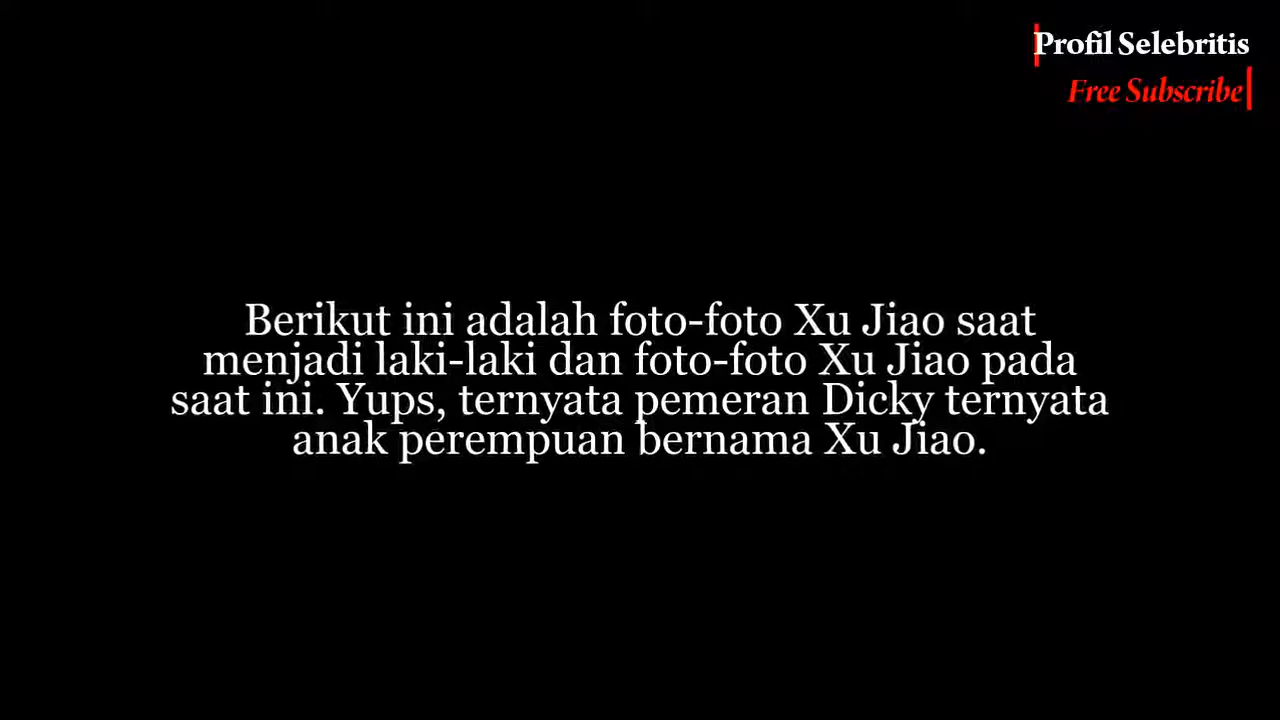 Profil Selebritis
Free Subscribe
Berikut ini adalah foto-foto Xu Jiao saat
menjadi laki-laki dan foto-foto Xu Jiao pada
saat ini. Yups, ternyata pemeran Dicky ternyata
anak perempuan bernama Xu Jiao.